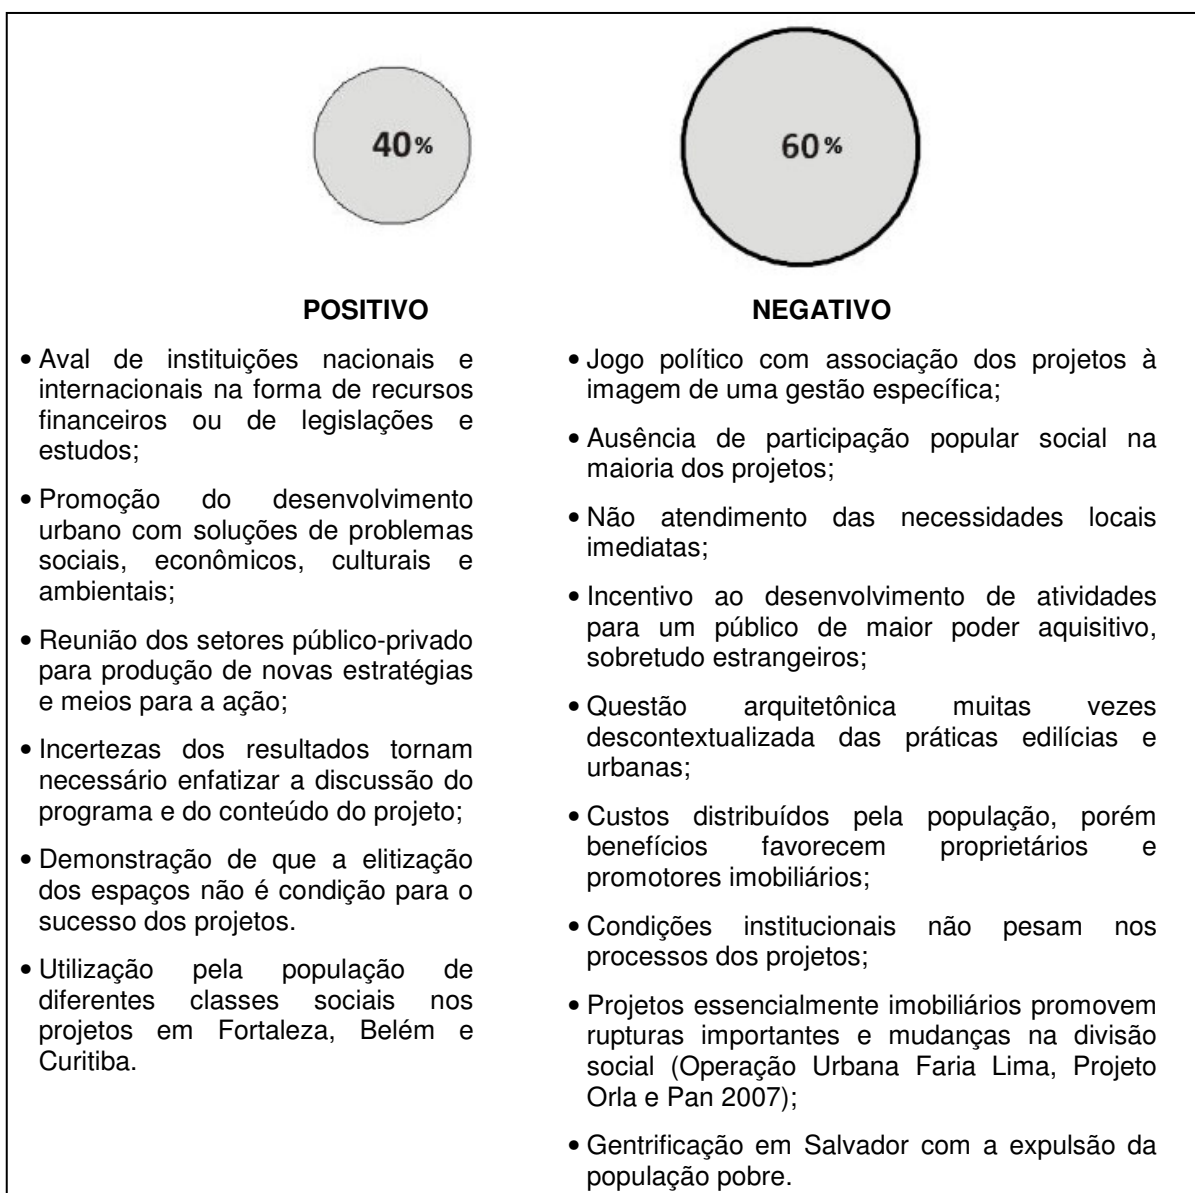 40%
60%
POSITIVO
• Aval de instituições nacionais e
internacionais na forma de recursos
financeiros ou de legislações e
estudos;
• Promoção do desenvolvimento
urbano com soluções de problemas
sociais, econômicos, culturais e
ambientais;
• Reunião dos setores público-privado
para produção de novas estratégias
e meios para a ação;
• Incertezas dos resultados tornam
necessário enfatizar a discussão do
programa e do conteúdo do projeto;
• Demonstração de que a elitização
dos espaços não é condição para o
sucesso dos projetos.
• Utilização pela população de
diferentes classes sociais nos
projetos em Fortaleza, Belém e
Curitiba.
NEGATIVO
• Jogo político com associação dos projetos à
imagem de uma gestão específica;
• Ausência de participação popular social na
maioria dos projetos;
• Não atendimento das necessidades locais
imediatas;
• Incentivo ao desenvolvimento de atividades
para um público de maior poder aquisitivo,
sobretudo estrangeiros;
• Questão arquitetônica muitas vezes
descontextualizada das práticas edilícias e
urbanas;
• Custos distribuídos pela população, porém
benefícios favorecem proprietários e
promotores imobiliários;
• Condições institucionais não pesam nos
processos dos projetos;
• Projetos essencialmente imobiliários promovem
rupturas importantes e mudanças na divisão
social (Operação Urbana Faria Lima, Projeto
Orla e Pan 2007);
• Gentrificação em Salvador com a expulsão da
população pobre.